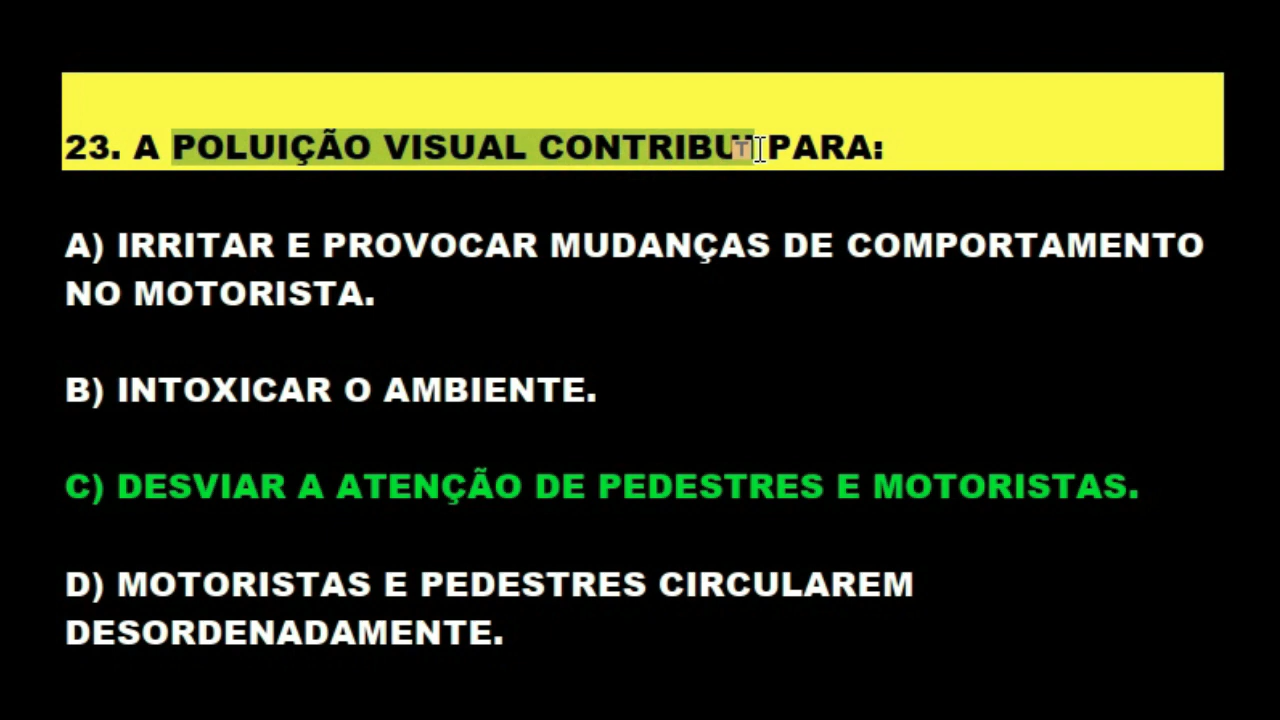 23. A POLUIÇÃO VISUAL CONTRIBUI PARA:
A) IRRITAR E PROVOCAR MUDANÇAS DE COMPORTAMENTO
NO MOTORISTA.
B) INTOXICAR O AMBIENTE.
C) DESVIAR A ATENÇÃO DE PEDESTRES E MOTORISTAS.
D) MOTORISTAS E PEDESTRES CIRCULAREM
DESORDENADAMENTE.